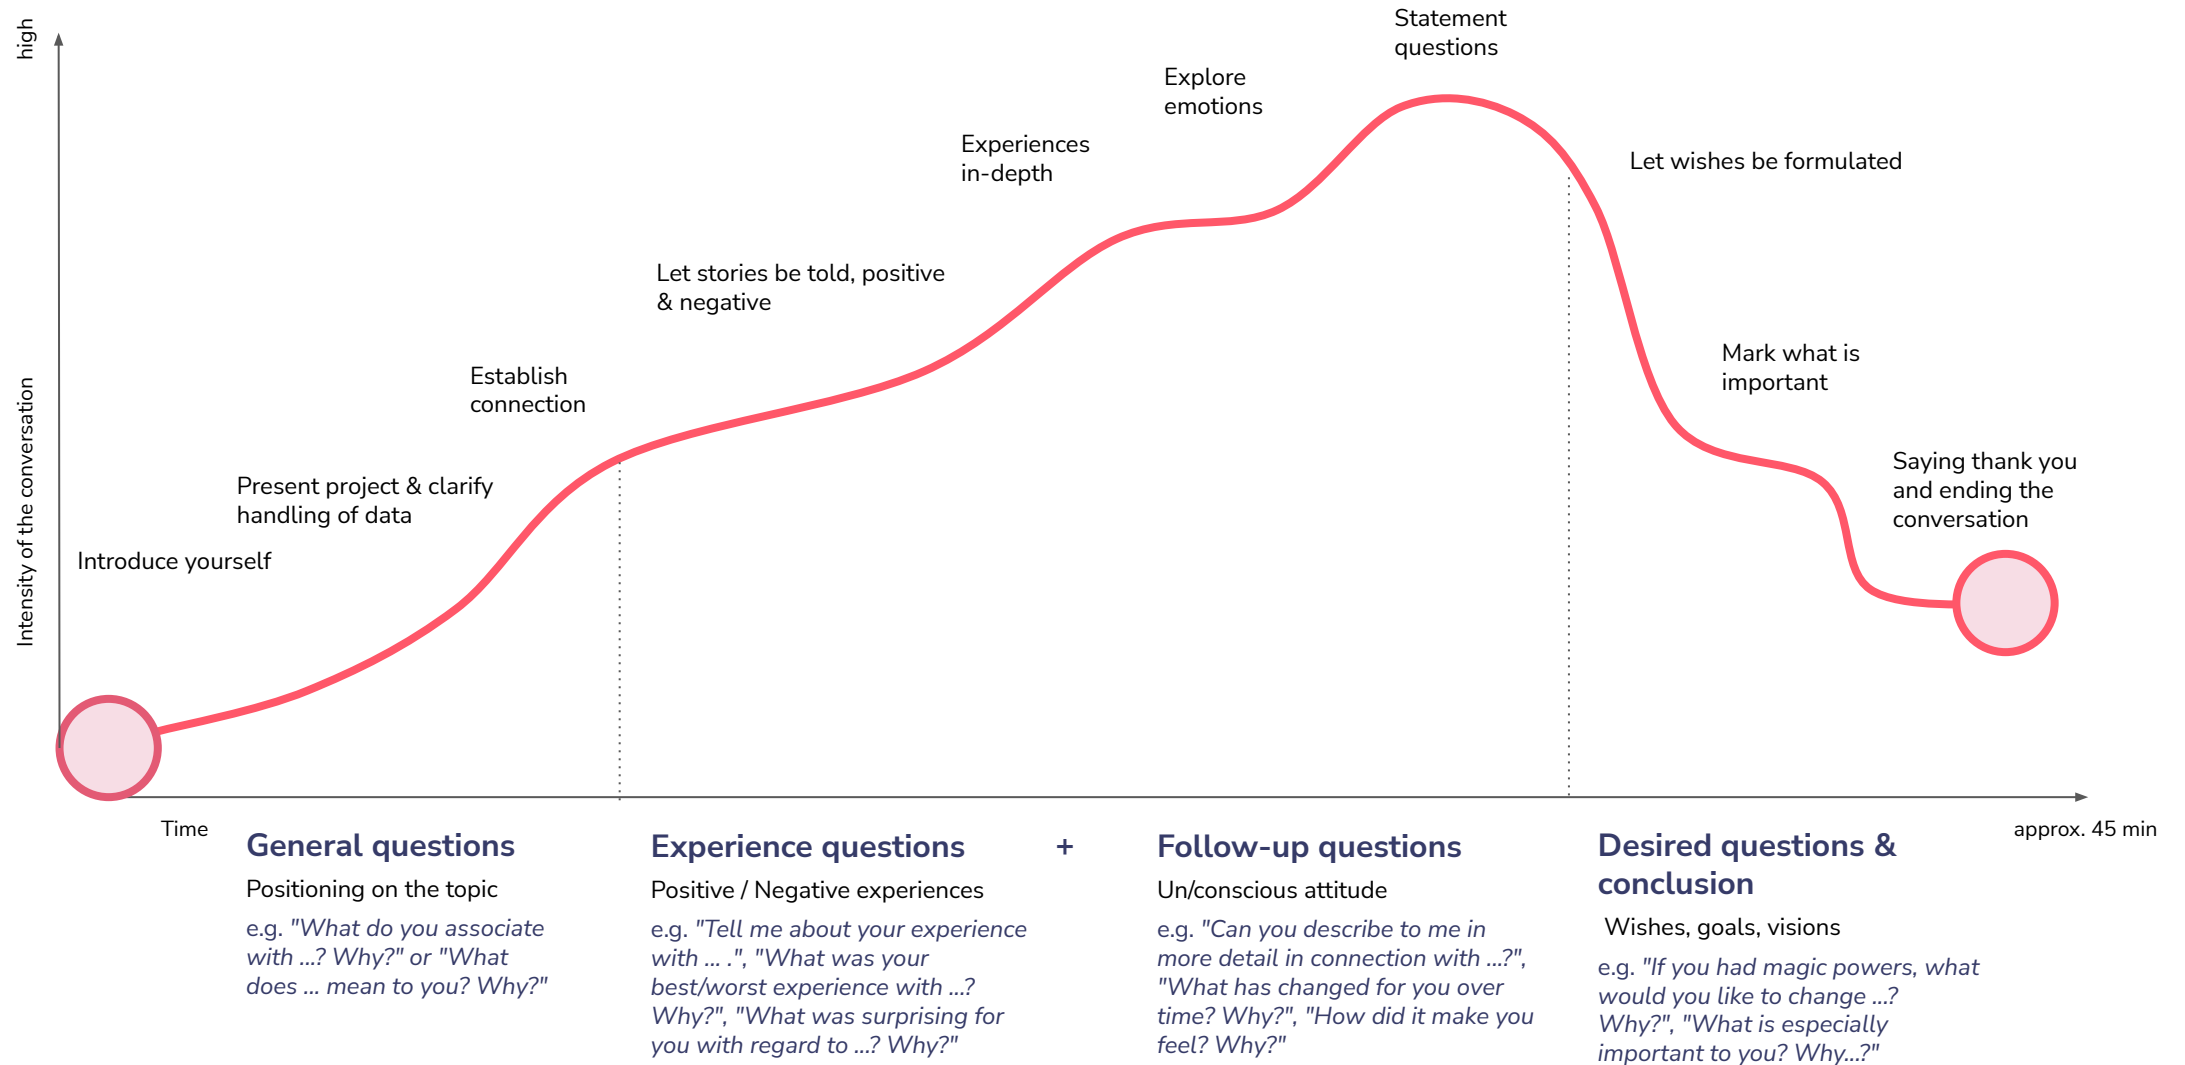 high
Intensity of the conversation
Introduce yourself
Present project & clarify
handling of data
Establish
connection
Let stories be told, positive
& negative
Experiences
in-depth
Explore
emotions
Statement
questions
Let wishes be formulated
Mark what is
important
Saying thank you
and ending the
conversation
Time
approx. 45 min
General questions
Positioning on the topic
e.g. "What do you associate
with ...? Why?" or "What
does ... mean to you? Why?"
Experience questions
Positive / Negative experiences
e.g. "Tell me about your experience
with ... .", "What was your
best/worst experience with ...?
Why?", "What was surprising for
you with regard to ...? Why?"
+
Follow-up questions
Un/conscious attitude
e.g. "Can you describe to me in
more detail in connection with ...?",
"What has changed for you over
time? Why?", "How did it make you
feel? Why?"
Desired questions &
conclusion
Wishes, goals, visions
e.g. "If you had magic powers, what
would you like to change ...?
Why?", "What is especially
important to you? Why...?"